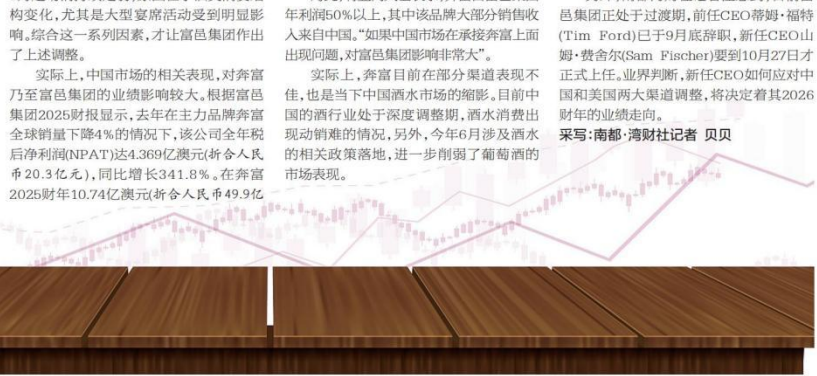 构变化,尤其是大型宴席活动受到明显影
响。综合这一系列因素,才让富邑集团作出
了上述调整。
实际上,中国市场的相关表现,对奔富
乃至富邑集团的业绩影响较大。根据富邑
集团2025财报显示,去年在主力品牌奔富
全球销量下降4%的情况下,该公司全年税
后净利润(NPAT)达4.369亿澳元(折合人民
币20.3亿元),同比增长341.8%。在奔富
2025财年10.74亿澳元(折合人民币49.9亿
年利润50%以上,其中该品牌大部分销售收
入来自中国。“如果中国市场在承接奔富上面
出现问题,对富邑集团影响非常大”。
实际上,奔富目前在部分渠道表现不
佳,也是当下中国酒水市场的缩影。目前中
国的酒行业处于深度调整期,酒水消费出
现动销难的情况,另外,今年6月涉及酒水
的相关政策落地,进一步削弱了葡萄酒的
市场表现。
邑集团正处于过渡期,前任CEO蒂姆·福特
(Tim Ford)已于9月底辞职,新任CEO山
姆·费舍尔(Sam Fischer)要到10月27日才
正式上任。业界判断,新任CEO如何应对中
国和美国两大渠道调整,将决定着其2026
财年的业绩走向。
采写:南都·湾财社记者 贝贝